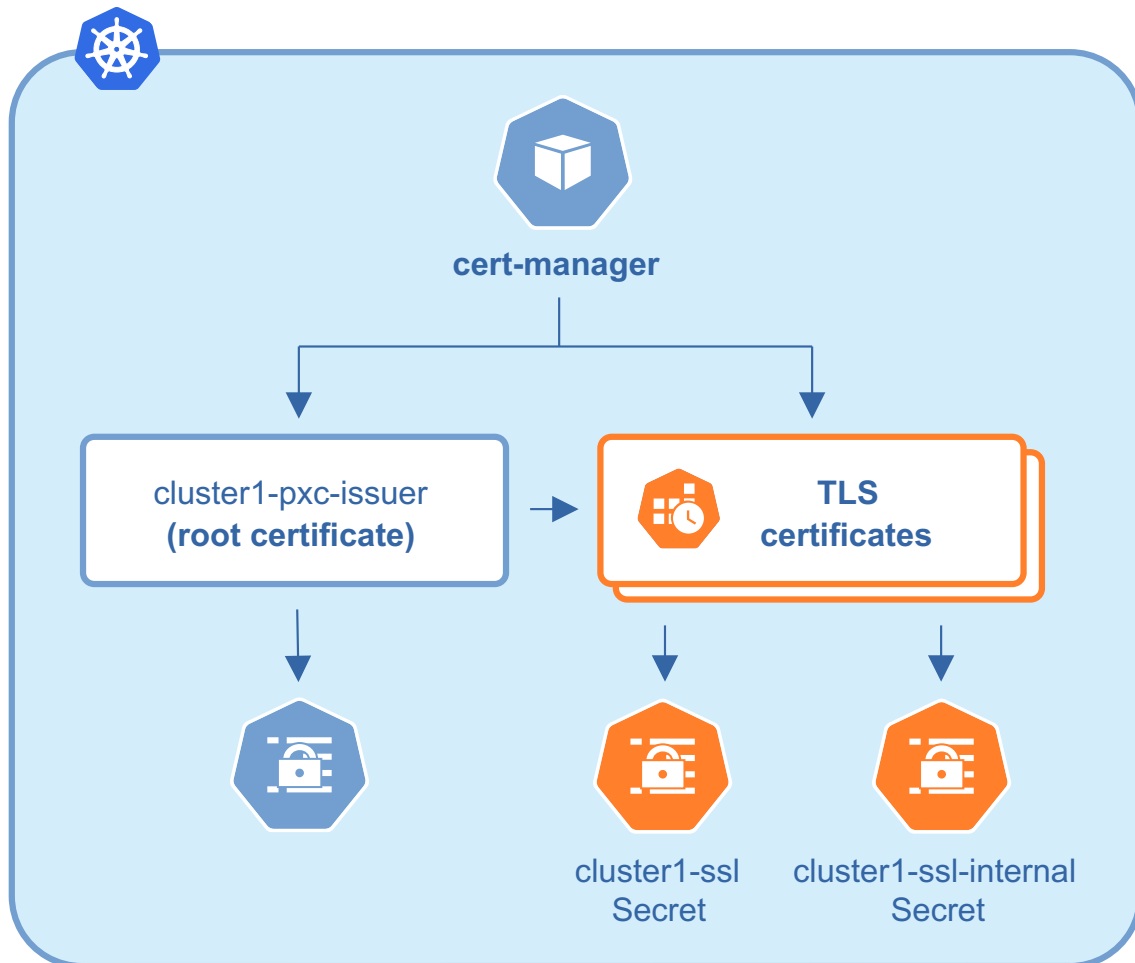 cert-manager
cluster1-pxc-issuer
(root certificate)
TLS
certificates
cluster1-ssl
Secret
cluster1-ssl-internal
Secret